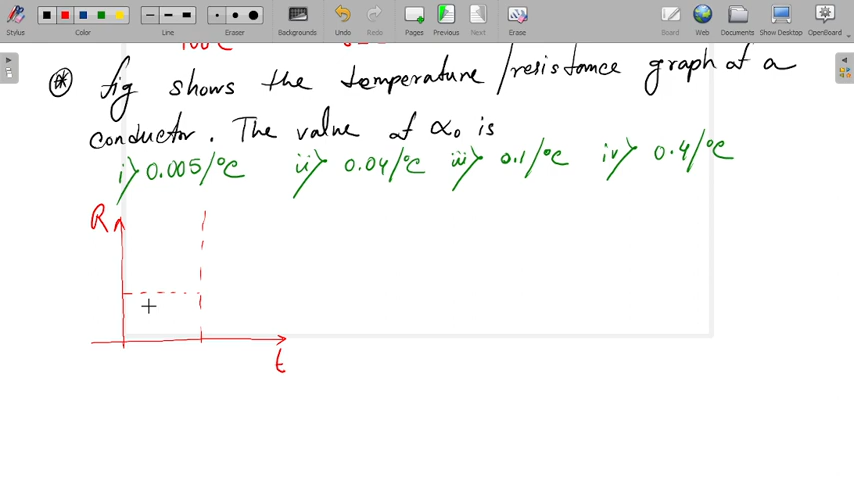 Stylus Color Line Eraser Backgrounds Undo Pages Previous Next Erase Board Web Documents Show Desktop OpenBoard
fig shows the temperature/resistance graph of a
conductor. The value of α₀ is
i> 0.005/°C ii> 0.04/°C iii> 0.1/°C iv> 0.4/°C
R
t